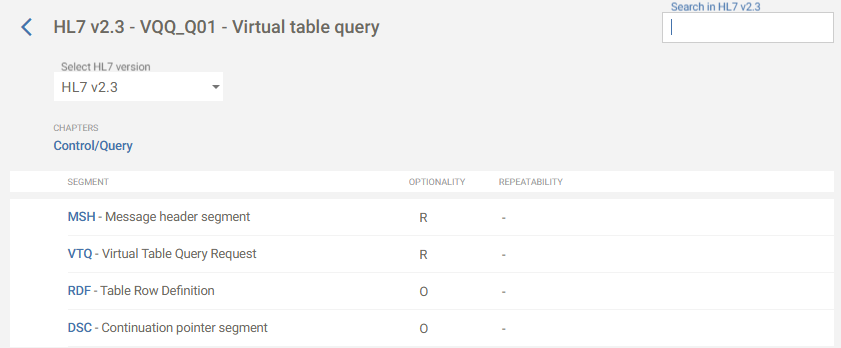 HL7 v2.3 - VQQ_Q01 - Virtual table query
Search in HL7 v2.3
Select HL7 version
HL7 v2.3
CHAPTERS
Control/Query
SEGMENT OPTIONALITY REPEATABILITY
MSH - Message header segment R -
VTQ - Virtual Table Query Request R -
RDF - Table Row Definition O -
DSC - Continuation pointer segment O -